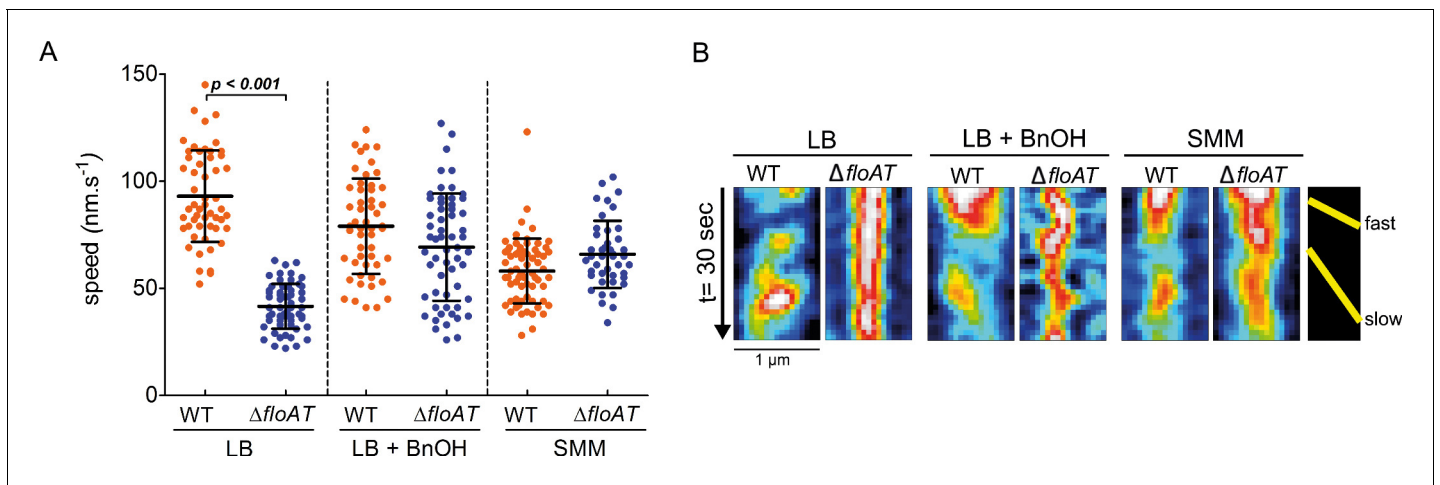 A
B
150
100
50
0
speed (nm.s⁻¹)
p < 0.001
WT ΔfloAT WT ΔfloAT WT ΔfloAT
LB LB + BnOH SMM
LB LB + BnOH SMM
WT ΔfloAT WT ΔfloAT WT ΔfloAT
t= 30 sec
fast
slow
1 µm